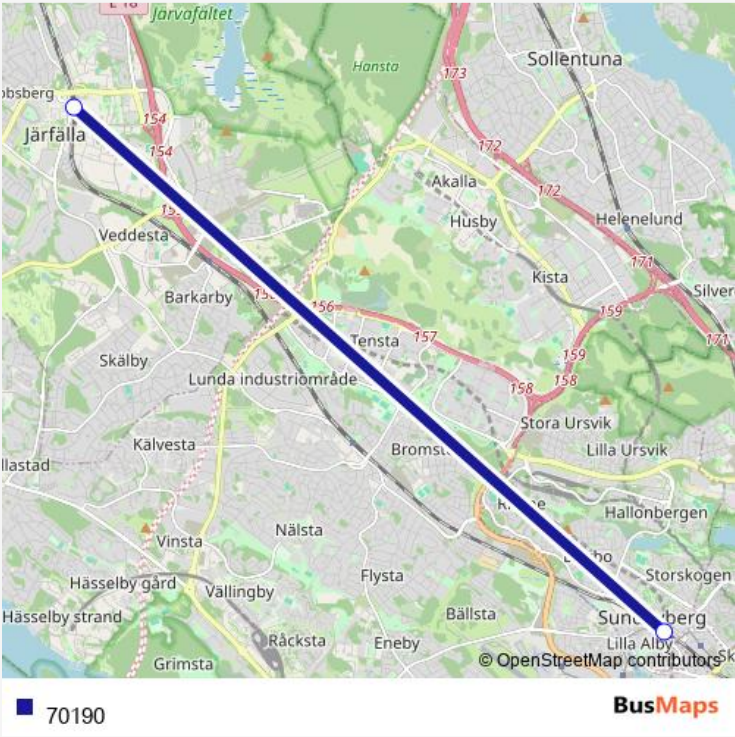 E 18
Järvafältet
Sollentuna
Hansta
173
Järfälla
154
154
172
172
Akalla
Husby
Helenelund
Veddesta
171
Kista
Barkarby
156
159
171
157
Tensta
159
Skälby
Lunda industriområde
158
158
Stora Ursvik
Kälvesta
Lilla Ursvik
Hallonbergen
Vinsta
Nälsta
Flysta
Storskogen
Hässelby gård
Vällingby
Hässelby strand
Bällsta
Lilla Alby
Råcksta
Eneby
Grimsta
© OpenStreetMap contributors
70190
BusMaps